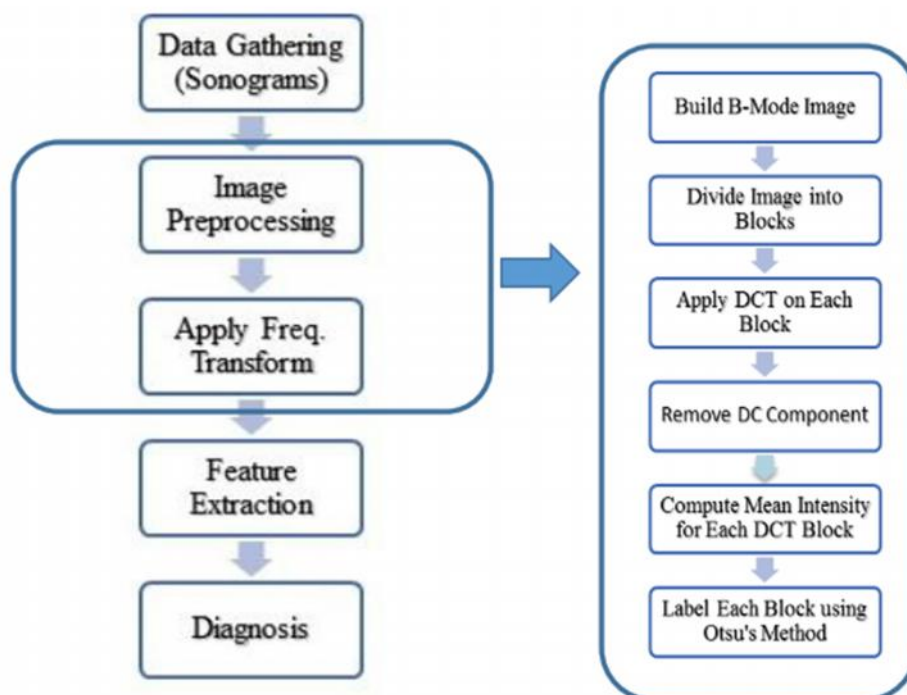 Data Gathering
(Sonograms)
Image
Preprocessing
Apply Freq.
Transform
Feature
Extraction
Diagnosis
Build B-Mode Image
Divide Image into
Blocks
Apply DCT on Each
Block
Remove DC Component
Compute Mean Intensity
for Each DCT Block
Label Each Block using
Otsu's Method